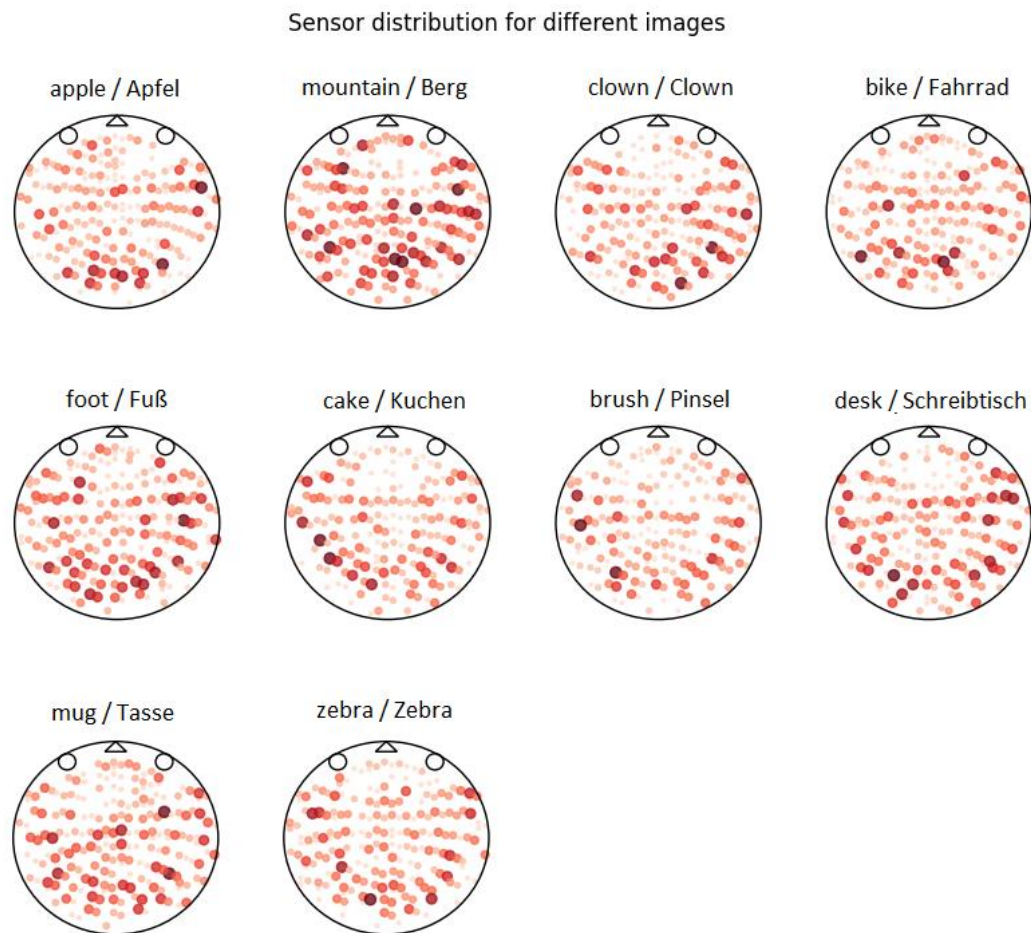 Sensor distribution for different images
apple / Apfel
mountain / Berg
clown / Clown
bike / Fahrrad
foot / Fuß
cake / Kuchen
brush / Pinsel
desk / Schreibtisch
mug / Tasse
zebra / Zebra